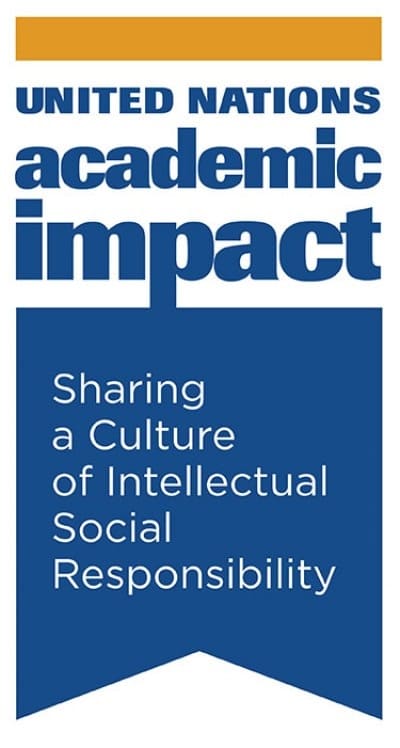 UNITED NATIONS
academic
impact
Sharing
a Culture
of Intellectual
Social
Responsibility